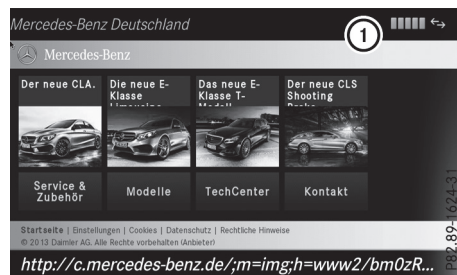 Mercedes-Benz Deutschland
1
Mercedes-Benz
Der neue CLA.
Die neue E-
Klasse
Limousine
Das neue E-
Klasse T-
Modell
Der neue CLS
Shooting
Brake
Service &
Zubehör
Modelle
TechCenter
Kontakt
Startseite | Einstellungen | Cookies | Datenschutz | Rechtliche Hinweise
© 2013 Daimler AG. Alle Rechte vorbehalten (Anbieter)
http://c.mercedes-benz.de/;m=img;h=www2/bm0zR...
P82.89-1624-31